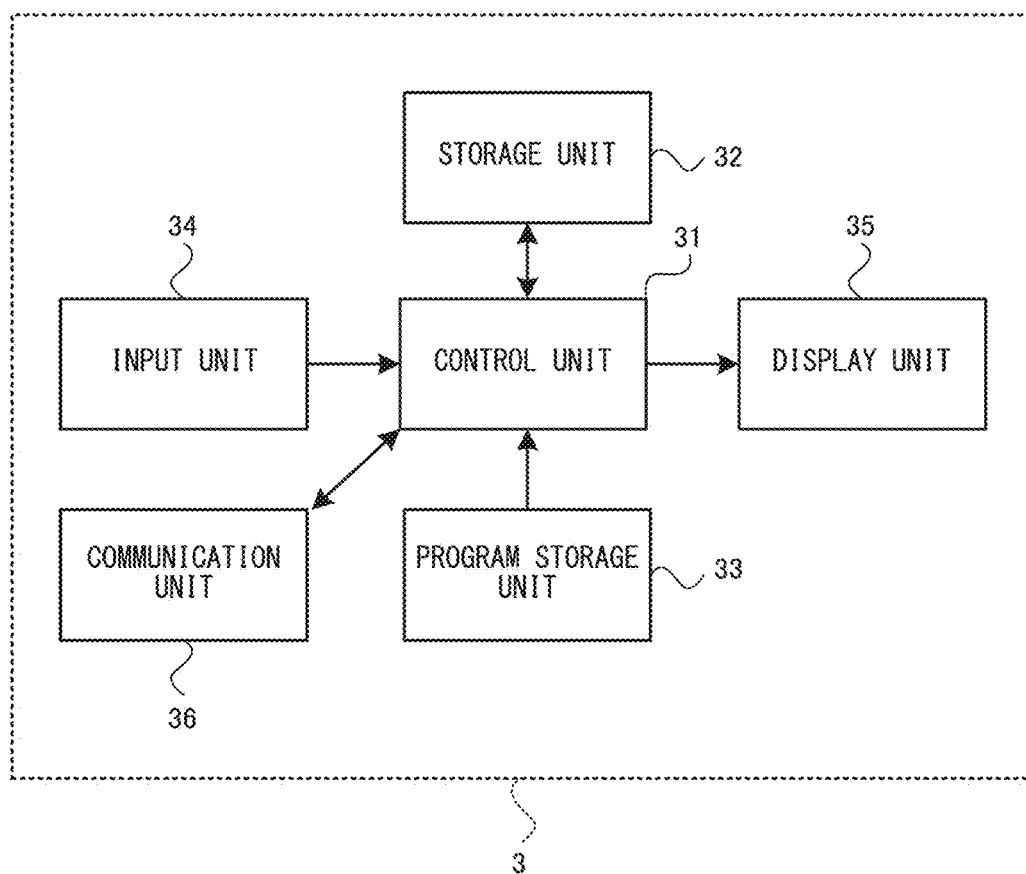 STORAGE UNIT
32
34
31
35
INPUT UNIT
CONTROL UNIT
DISPLAY UNIT
COMMUNICATION
UNIT
PROGRAM STORAGE
UNIT
33
36
3